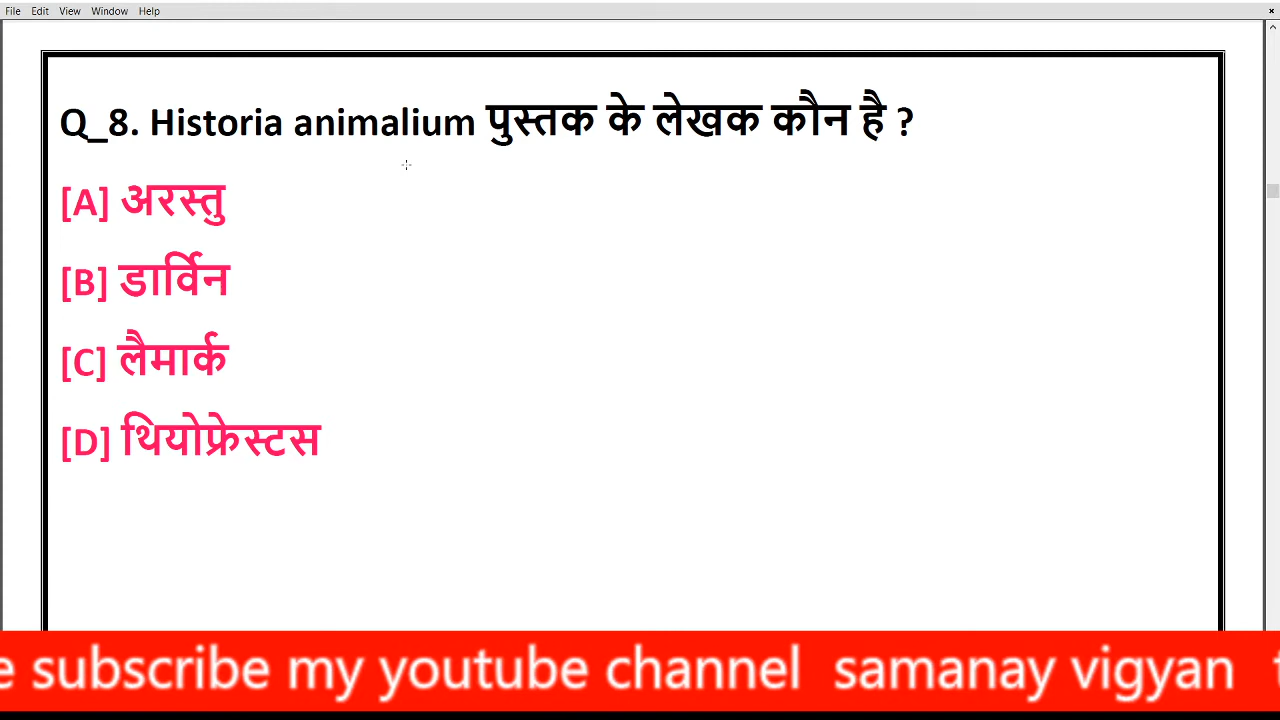 File Edit View Window Help
Q_8. Historia animalium पुस्तक के लेखक कौन है ?
[A] अरस्तु
[B] डार्विन
[C] लैमार्क
[D] थियोफ्रेस्टस
subscribe my youtube channel samanay vigyan